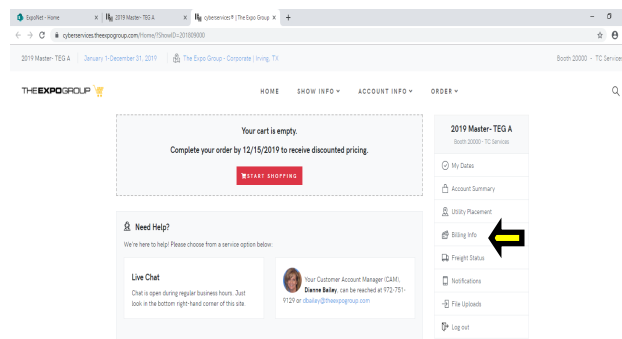 ExpoNet - Home
2019 Master- TEG A
cyberservices® | The Expo Group
cyberservices.theexpogroup.com/Home/?ShowID=201809800
2019 Master- TEG A January 1-December 31, 2019 The Expo Group - Corporate | Irving, TX Booth 20000 - TC Services
THEEXPOGROUP HOME SHOW INFO ACCOUNT INFO ORDER
Your cart is empty.
Complete your order by 12/15/2019 to receive discounted pricing.
START SHOPPING
2019 Master- TEG A
Booth 20000 - TC Services
My Dates
Account Summary
Utility Placement
Billing Info
Freight Status
Notifications
File Uploads
Log out
Need Help?
We're here to help! Please choose from a service option below:
Live Chat
Chat is open during regular business hours. Just
look in the bottom right-hand corner of this site.
Your Customer Account Manager (CAM),
Dianne Bailey, can be reached at 972-751-
9129 or dbailey@theexpogroup.com